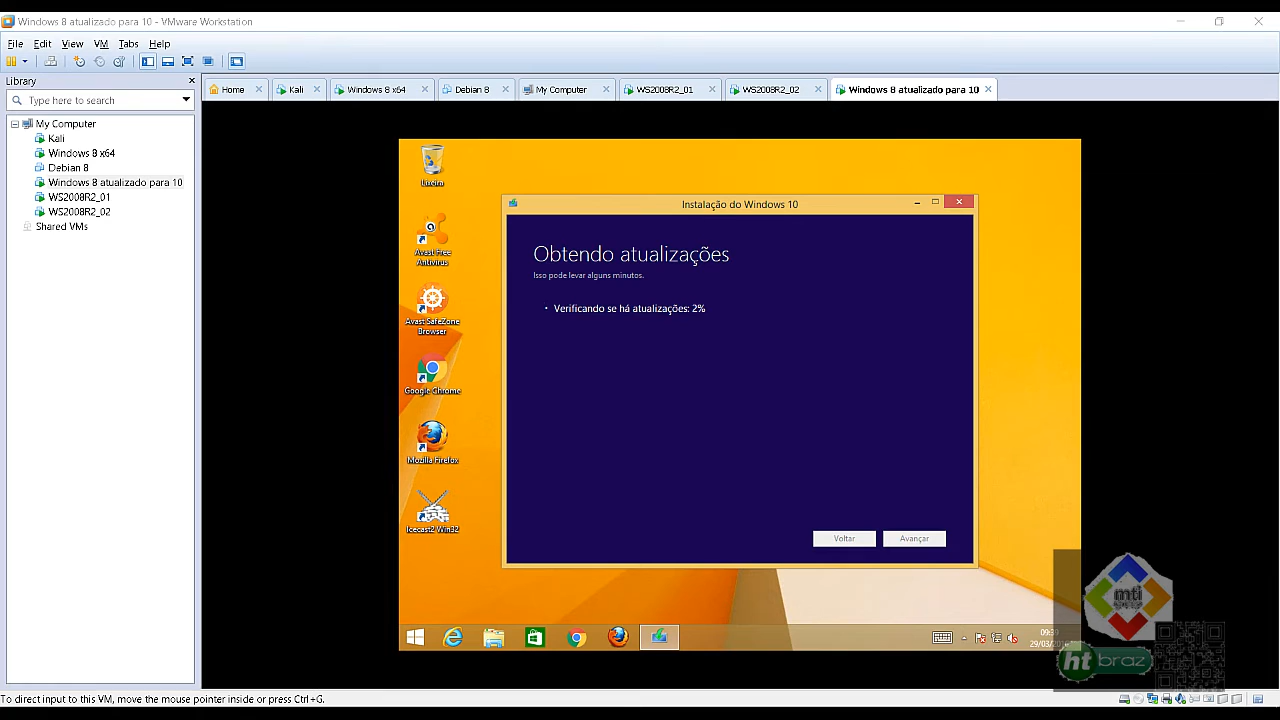 Windows 8 atualizado para 10 - VMware Workstation
File Edit View VM Tabs Help
Library
Type here to search
My Computer
Kali
Windows 8 x64
Debian 8
Windows 8 atualizado para 10
WS2008R2_01
WS2008R2_02
Shared VMs
Home Kali Windows 8 x64 Debian 8 My Computer WS2008R2_01 WS2008R2_02 Windows 8 atualizado para 10
Lixeira
Avast Free
Antivirus
Avast SafeZone
Browser
Google Chrome
Mozilla Firefox
Icecast2 Win32
Instalação do Windows 10
Obtendo atualizações
Isso pode levar alguns minutos.
Verificando se há atualizações: 2%
Voltar Avançar
09:39
29/03/
mti
ht braz
To direct input to this VM, move the mouse pointer inside or press Ctrl+G.